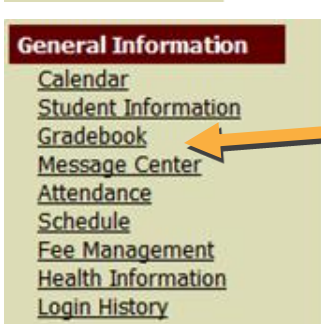 General Information
Calendar
Student Information
Gradebook
Message Center
Attendance
Schedule
Fee Management
Health Information
Login History